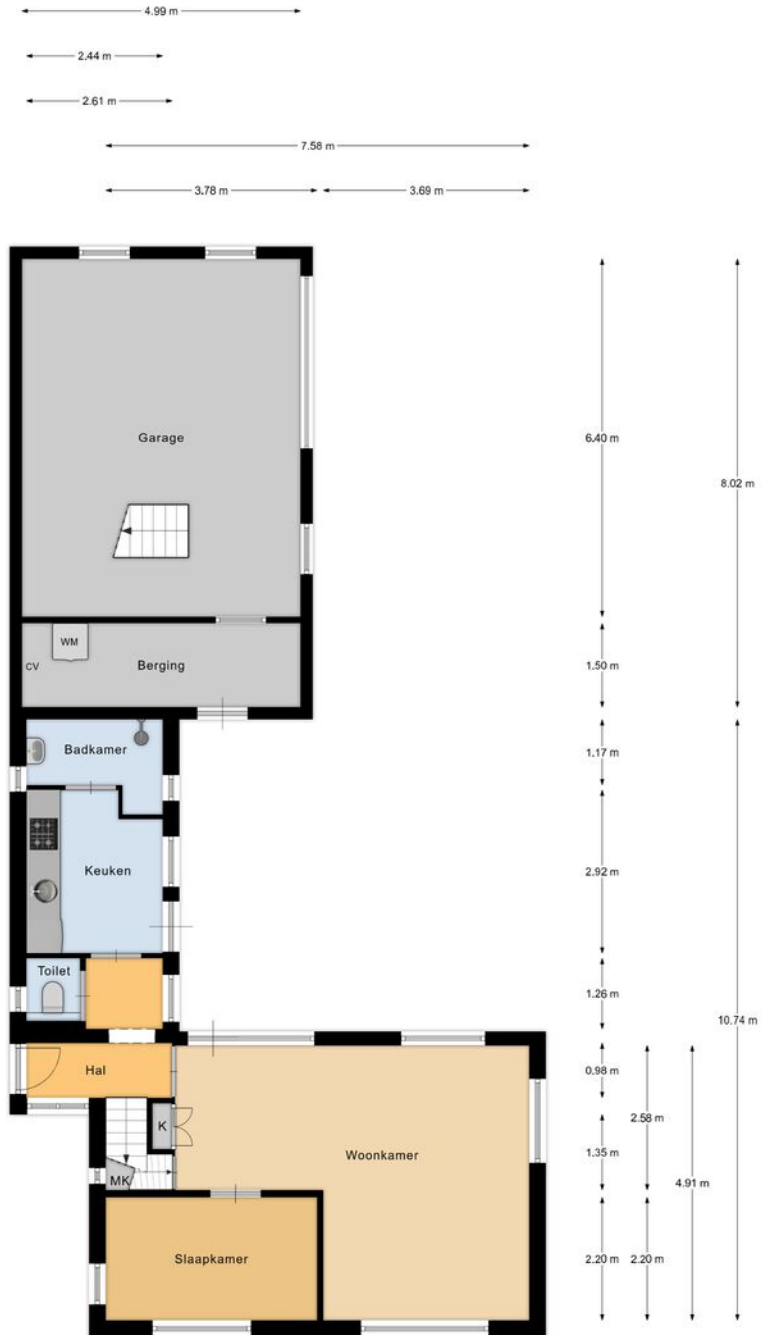 4.99 m
2.44 m
2.61 m
7.58 m
3.78 m 3.69 m
Garage
6.40 m
8.02 m
WM
CV
Berging
1.50 m
Badkamer
1.17 m
Keuken
2.92 m
Toilet
1.26 m
10.74 m
Hal
0.98 m
2.58 m
K
1.35 m
Woonkamer
MK
4.91 m
Slaapkamer
2.20 m 2.20 m